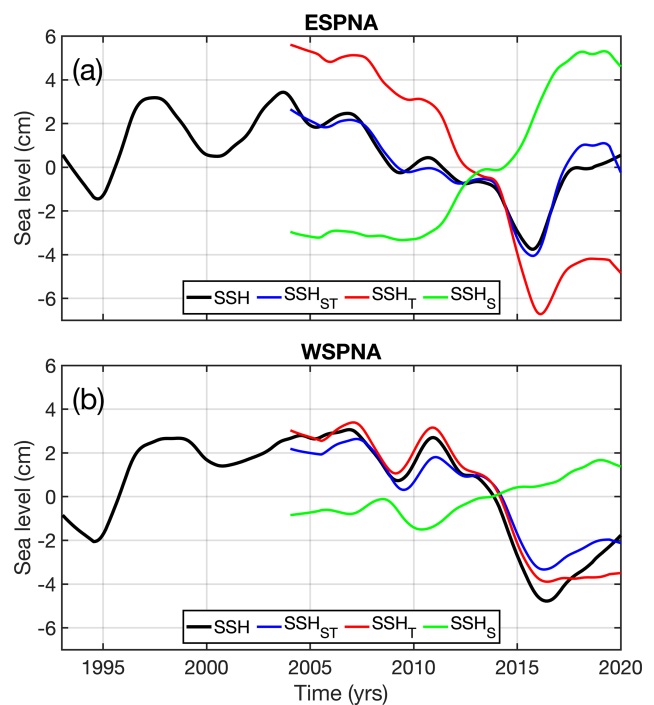 ESPNA
(a)
6
4
2
0
-2
-4
-6
Sea level (cm)
SSH SSH_ST SSH_T SSH_S
WSPNA
(b)
6
4
2
0
-2
-4
-6
Sea level (cm)
SSH SSH_ST SSH_T SSH_S
1995 2000 2005 2010 2015 2020
Time (yrs)